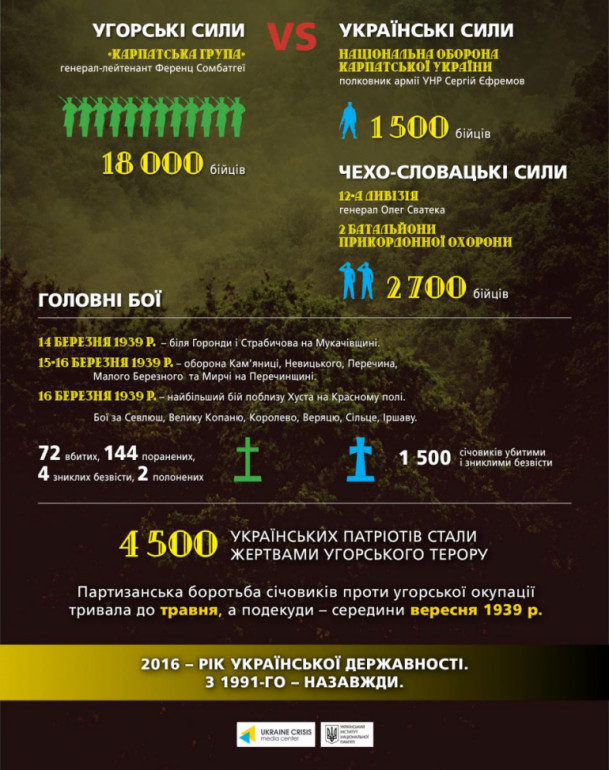 УГОРСЬКІ СИЛИ
«КАРПАТСЬКА ГРУПА»
генерал-лейтенант Ференц Сомбатгеї
18 000 бійців
VS
УКРАЇНСЬКІ СИЛИ
НАЦІОНАЛЬНА ОБОРОНА
КАРПАТСЬКОЇ УКРАЇНИ
полковник армії УНР Сергій Єфремов
1 500 бійців
ЧЕХО-СЛОВАЦЬКІ СИЛИ
12-А ДИВІЗІЯ
генерал Олег Сватека
2 БАТАЛЬЙОНИ
ПРИКОРДОННОЇ ОХОРОНИ
2 700 бійців
ГОЛОВНІ БОЇ
14 БЕРЕЗНЯ 1939 Р. – біля Горонди і Страбичова на Мукачівщині.
15-16 БЕРЕЗНЯ 1939 Р. – оборона Кам’яниці, Невицького, Перечина,
Малого Березного та Мирчі на Перечинщині.
16 БЕРЕЗНЯ 1939 Р. – найбільший бій поблизу Хуста на Красному полі.
Бої за Севлюш, Велику Копаню, Королево, Веряцю, Сільце, Іршаву.
72 вбитих, 144 поранених,
4 зниклих безвісти, 2 полонених
1 500 січовиків убитими
і зниклими безвісти
4 500 УКРАЇНСЬКИХ ПАТРІОТІВ СТАЛИ
ЖЕРТВАМИ УГОРСЬКОГО ТЕРОРУ
Партизанська боротьба січовиків проти угорської окупації
тривала до травня, а подекуди – середини вересня 1939 р.
2016 – РІК УКРАЇНСЬКОЇ ДЕРЖАВНОСТІ.
З 1991-ГО – НАЗАВЖДИ.
UKRAINE CRISIS
media center
УКРАЇНСЬКИЙ
ІНСТИТУТ
НАЦІОНАЛЬНОЇ
ПАМ'ЯТІ